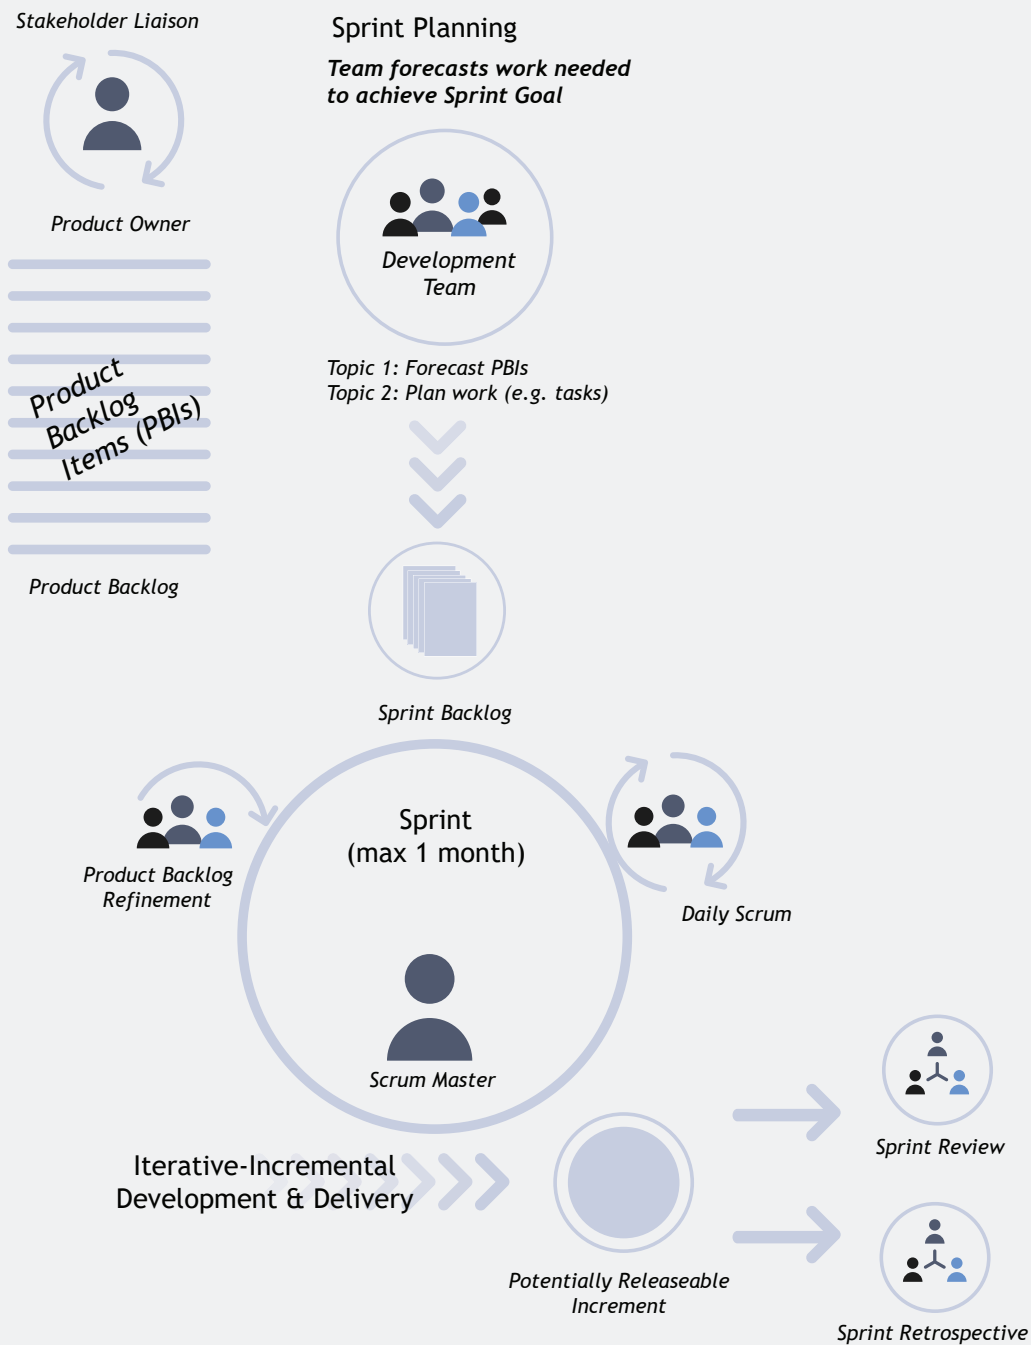 Stakeholder Liaison
Product Owner
Product
Backlog
Items (PBIs)
Product Backlog
Sprint Planning
Team forecasts work needed
to achieve Sprint Goal
Development
Team
Topic 1: Forecast PBIs
Topic 2: Plan work (e.g. tasks)
Sprint Backlog
Product Backlog
Refinement
Sprint
(max 1 month)
Daily Scrum
Scrum Master
Iterative-Incremental
Development & Delivery
Potentially Releaseable
Increment
Sprint Review
Sprint Retrospective